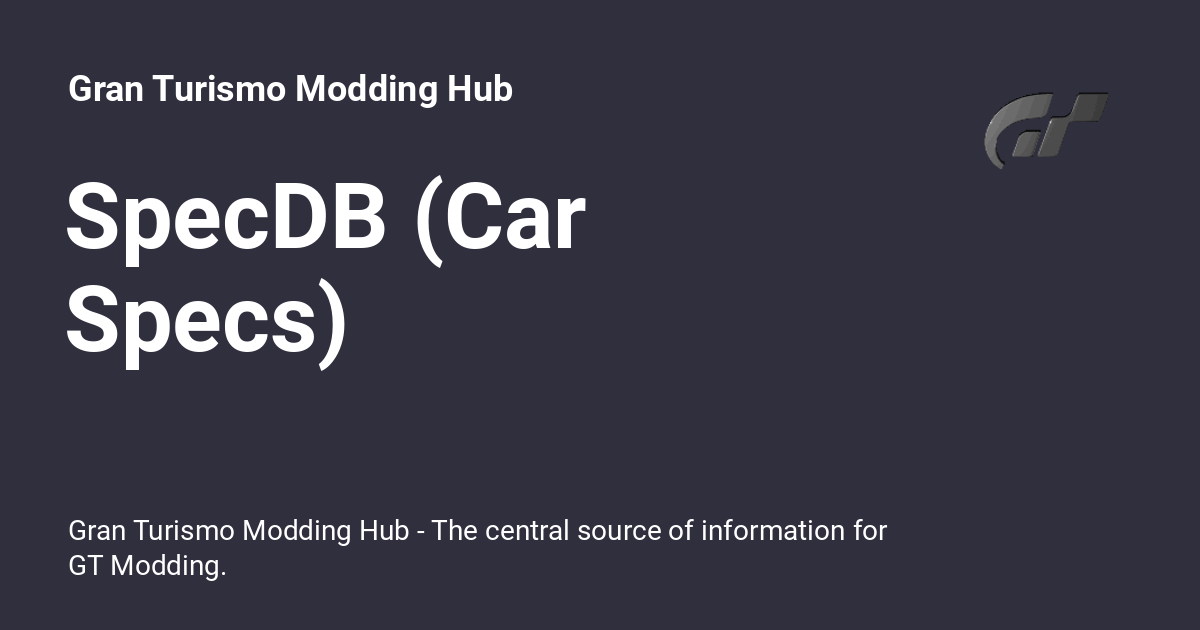 Gran Turismo Modding Hub
SpecDB (Car
Specs)
Gran Turismo Modding Hub - The central source of information for
GT Modding.